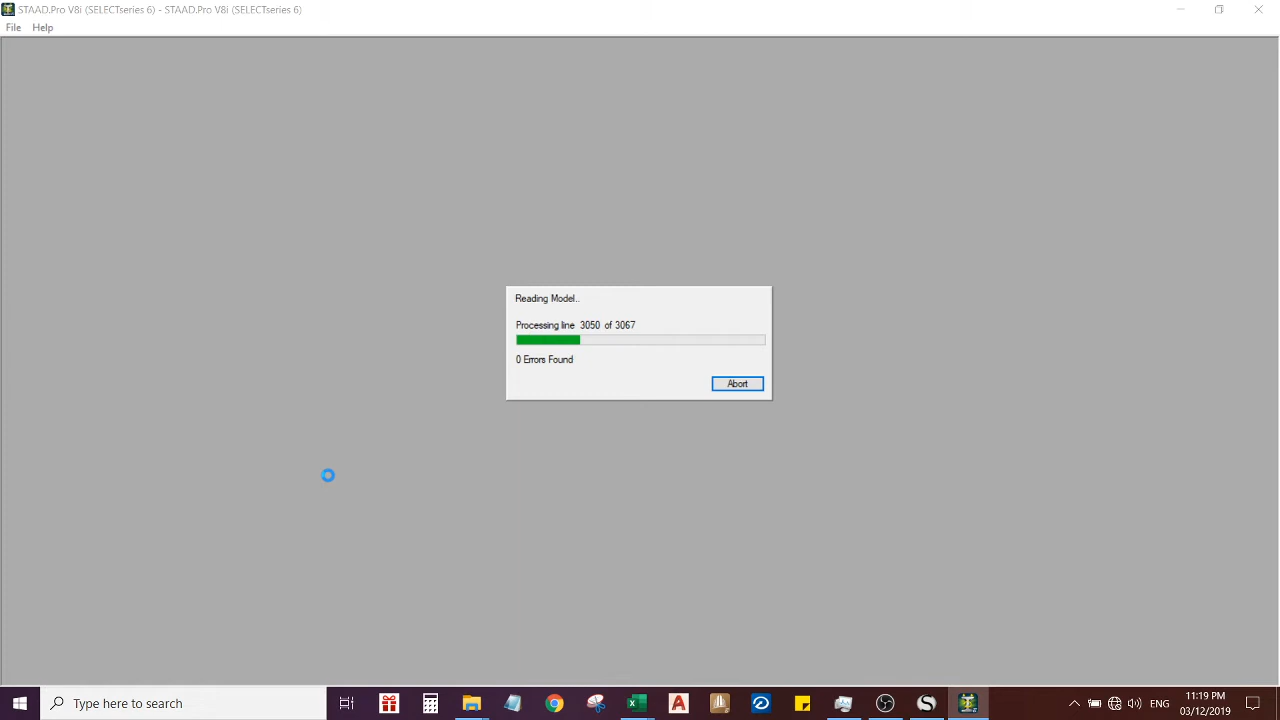 STAAD.Pro V8i (SELECTseries 6) - STAAD.Pro V8i (SELECTseries 6)
File Help
Reading Model..
Processing line 3050 of 3067
0 Errors Found
Abort
Type here to search
ENG
11:19 PM
03/12/2019